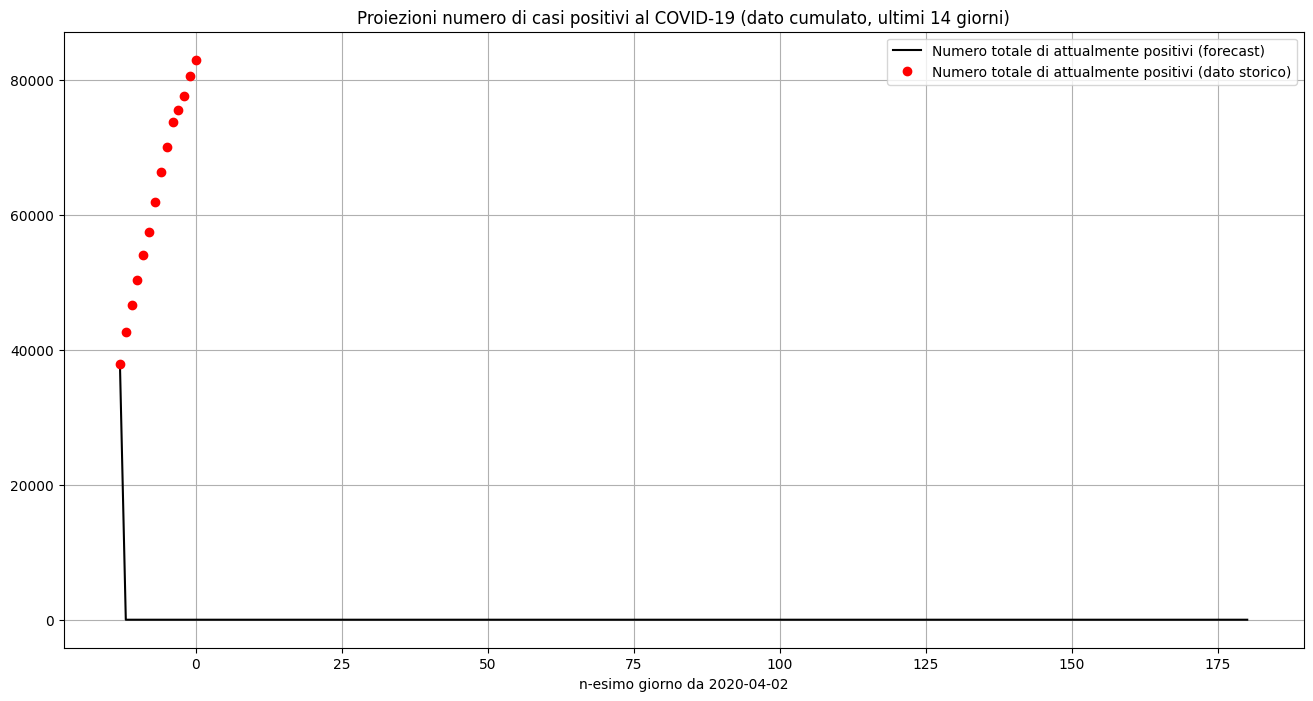 Proiezioni numero di casi positivi al COVID-19 (dato cumulato, ultimi 14 giorni)
Numero totale di attualmente positivi (forecast)
Numero totale di attualmente positivi (dato storico)
80000
60000
40000
20000
0
0 25 50 75 100 125 150 175
n-esimo giorno da 2020-04-02